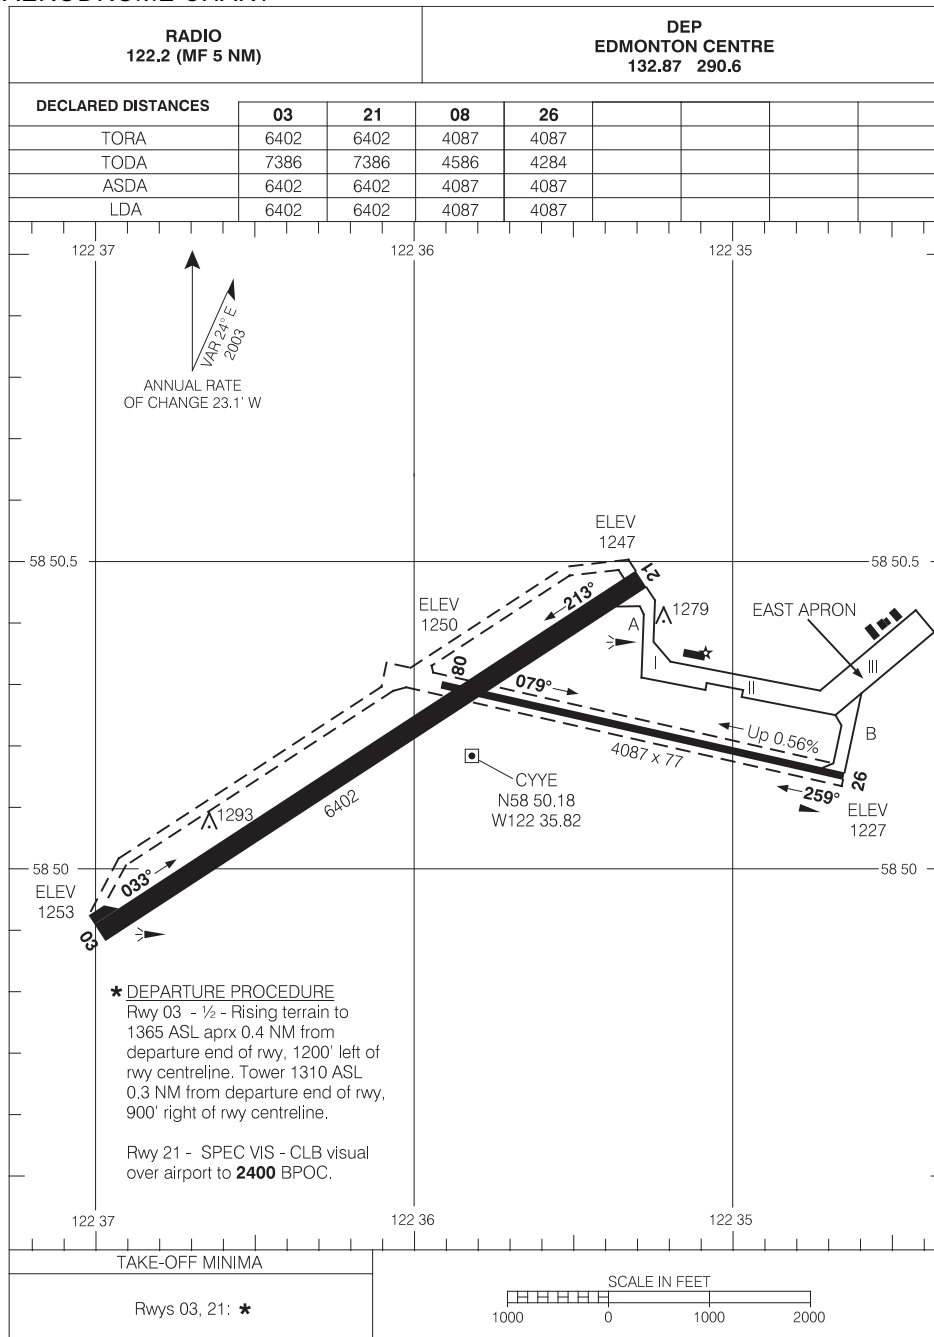 RADIO
122.2 (MF 5 NM)
DEP
EDMONTON CENTRE
132.87 290.6
DECLARED DISTANCES 03 21 08 26
TORA 6402 6402 4087 4087
TODA 7386 7386 4586 4284
ASDA 6402 6402 4087 4087
LDA 6402 6402 4087 4087
122 37 122 36 122 35
VAR 24° E
2003
ANNUAL RATE
OF CHANGE 23.1' W
ELEV
1247
58 50.5 58 50.5
21
213°
ELEV
1250
1279
EAST APRON
A
08
I
II
III
079°
Up 0.56%
B
4087 x 77
26
259°
CYYE
N58 50.18
W122 35.82
ELEV
1227
6402
1293
58 50 58 50
033°
ELEV
1253
03
* DEPARTURE PROCEDURE
Rwy 03 - ½ - Rising terrain to
1365 ASL aprx 0.4 NM from
departure end of rwy, 1200' left of
rwy centreline. Tower 1310 ASL
0.3 NM from departure end of rwy,
900' right of rwy centreline.
Rwy 21 - SPEC VIS - CLB visual
over airport to 2400 BPOC.
122 37 122 36 122 35
TAKE-OFF MINIMA
Rwys 03, 21: *
SCALE IN FEET
1000 0 1000 2000